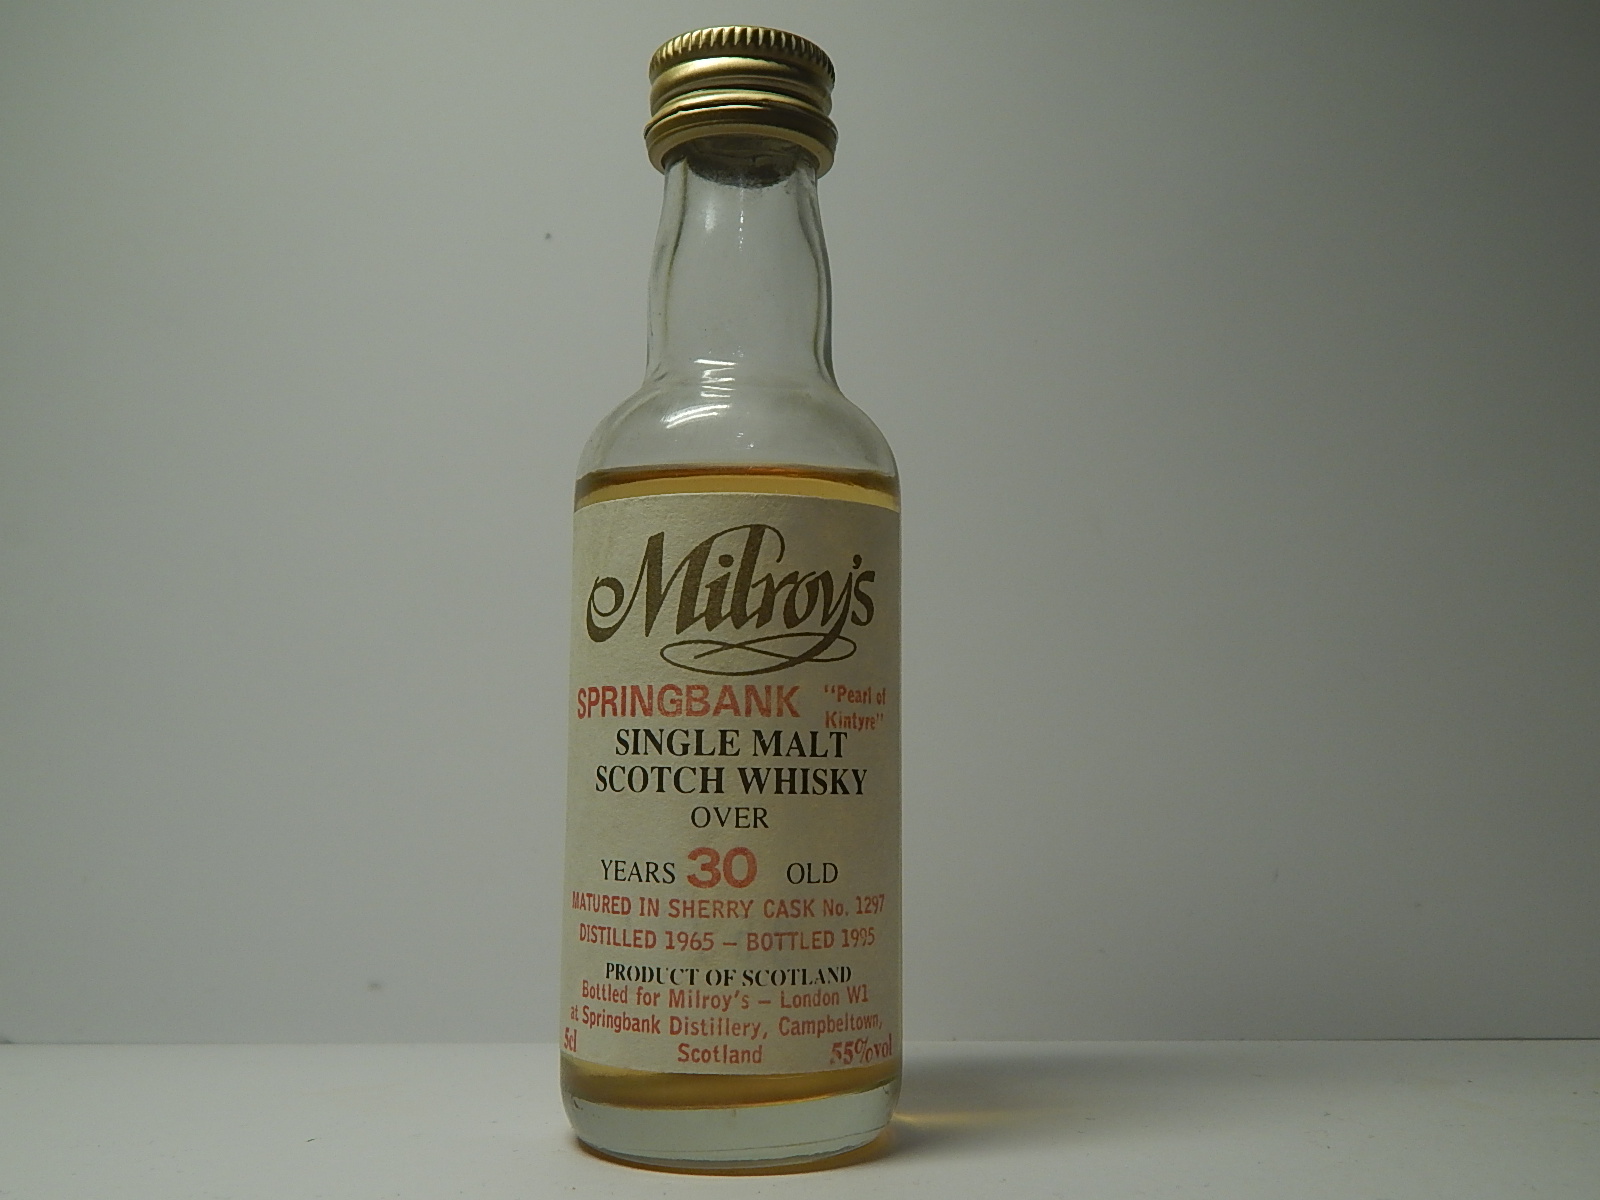 Milroy's
SPRINGBANK "Pearl of
Kintyre"
SINGLE MALT
SCOTCH WHISKY
OVER
YEARS 30 OLD
MATURED IN SHERRY CASK No. 1297
DISTILLED 1965 – BOTTLED 1995
PRODUCT OF SCOTLAND
Bottled for Milroy's – London W1
at Springbank Distillery, Campbeltown,
5cl Scotland 55%vol